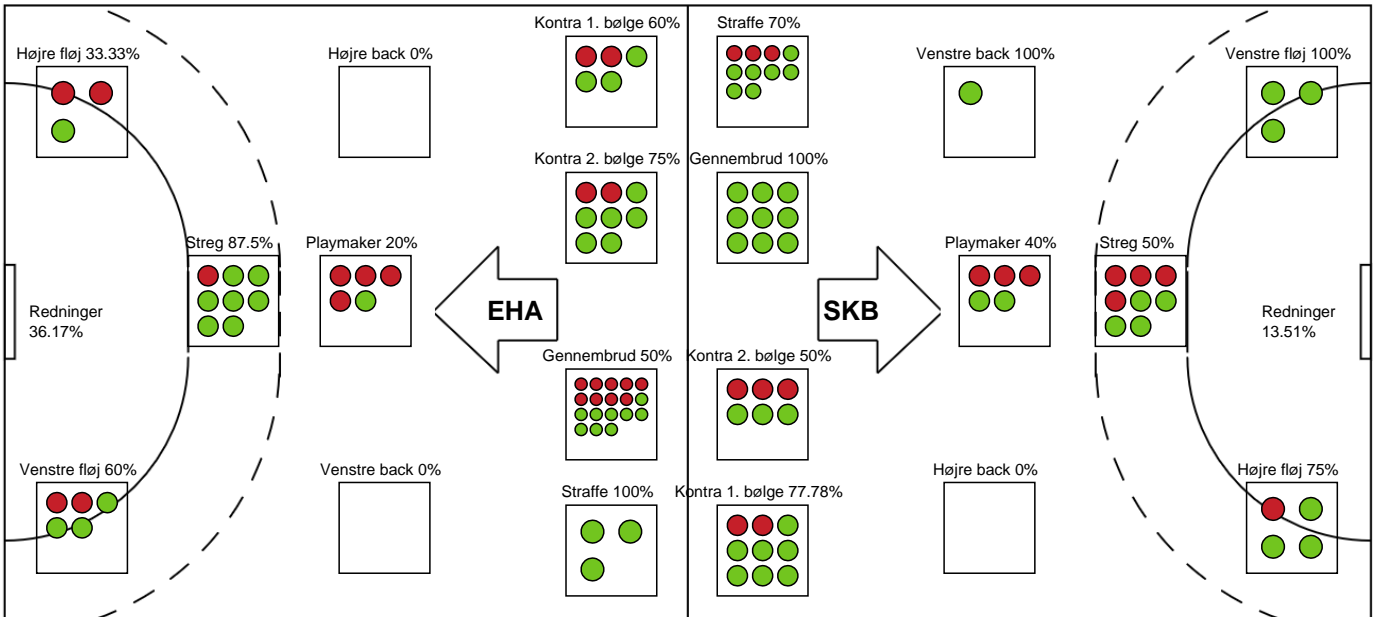 Kontra 1. bølge 60%
Straffe 70%
Højre fløj 33.33%
Højre back 0%
Venstre back 100%
Venstre fløj 100%
Kontra 2. bølge 75%
Gennembrud 100%
Streg 87.5%
Playmaker 20%
Playmaker 40%
Streg 50%
Redninger
36.17%
EHA
SKB
Redninger
13.51%
Gennembrud 50%
Kontra 2. bølge 50%
Venstre fløj 60%
Venstre back 0%
Højre back 0%
Højre fløj 75%
Straffe 100%
Kontra 1. bølge 77.78%